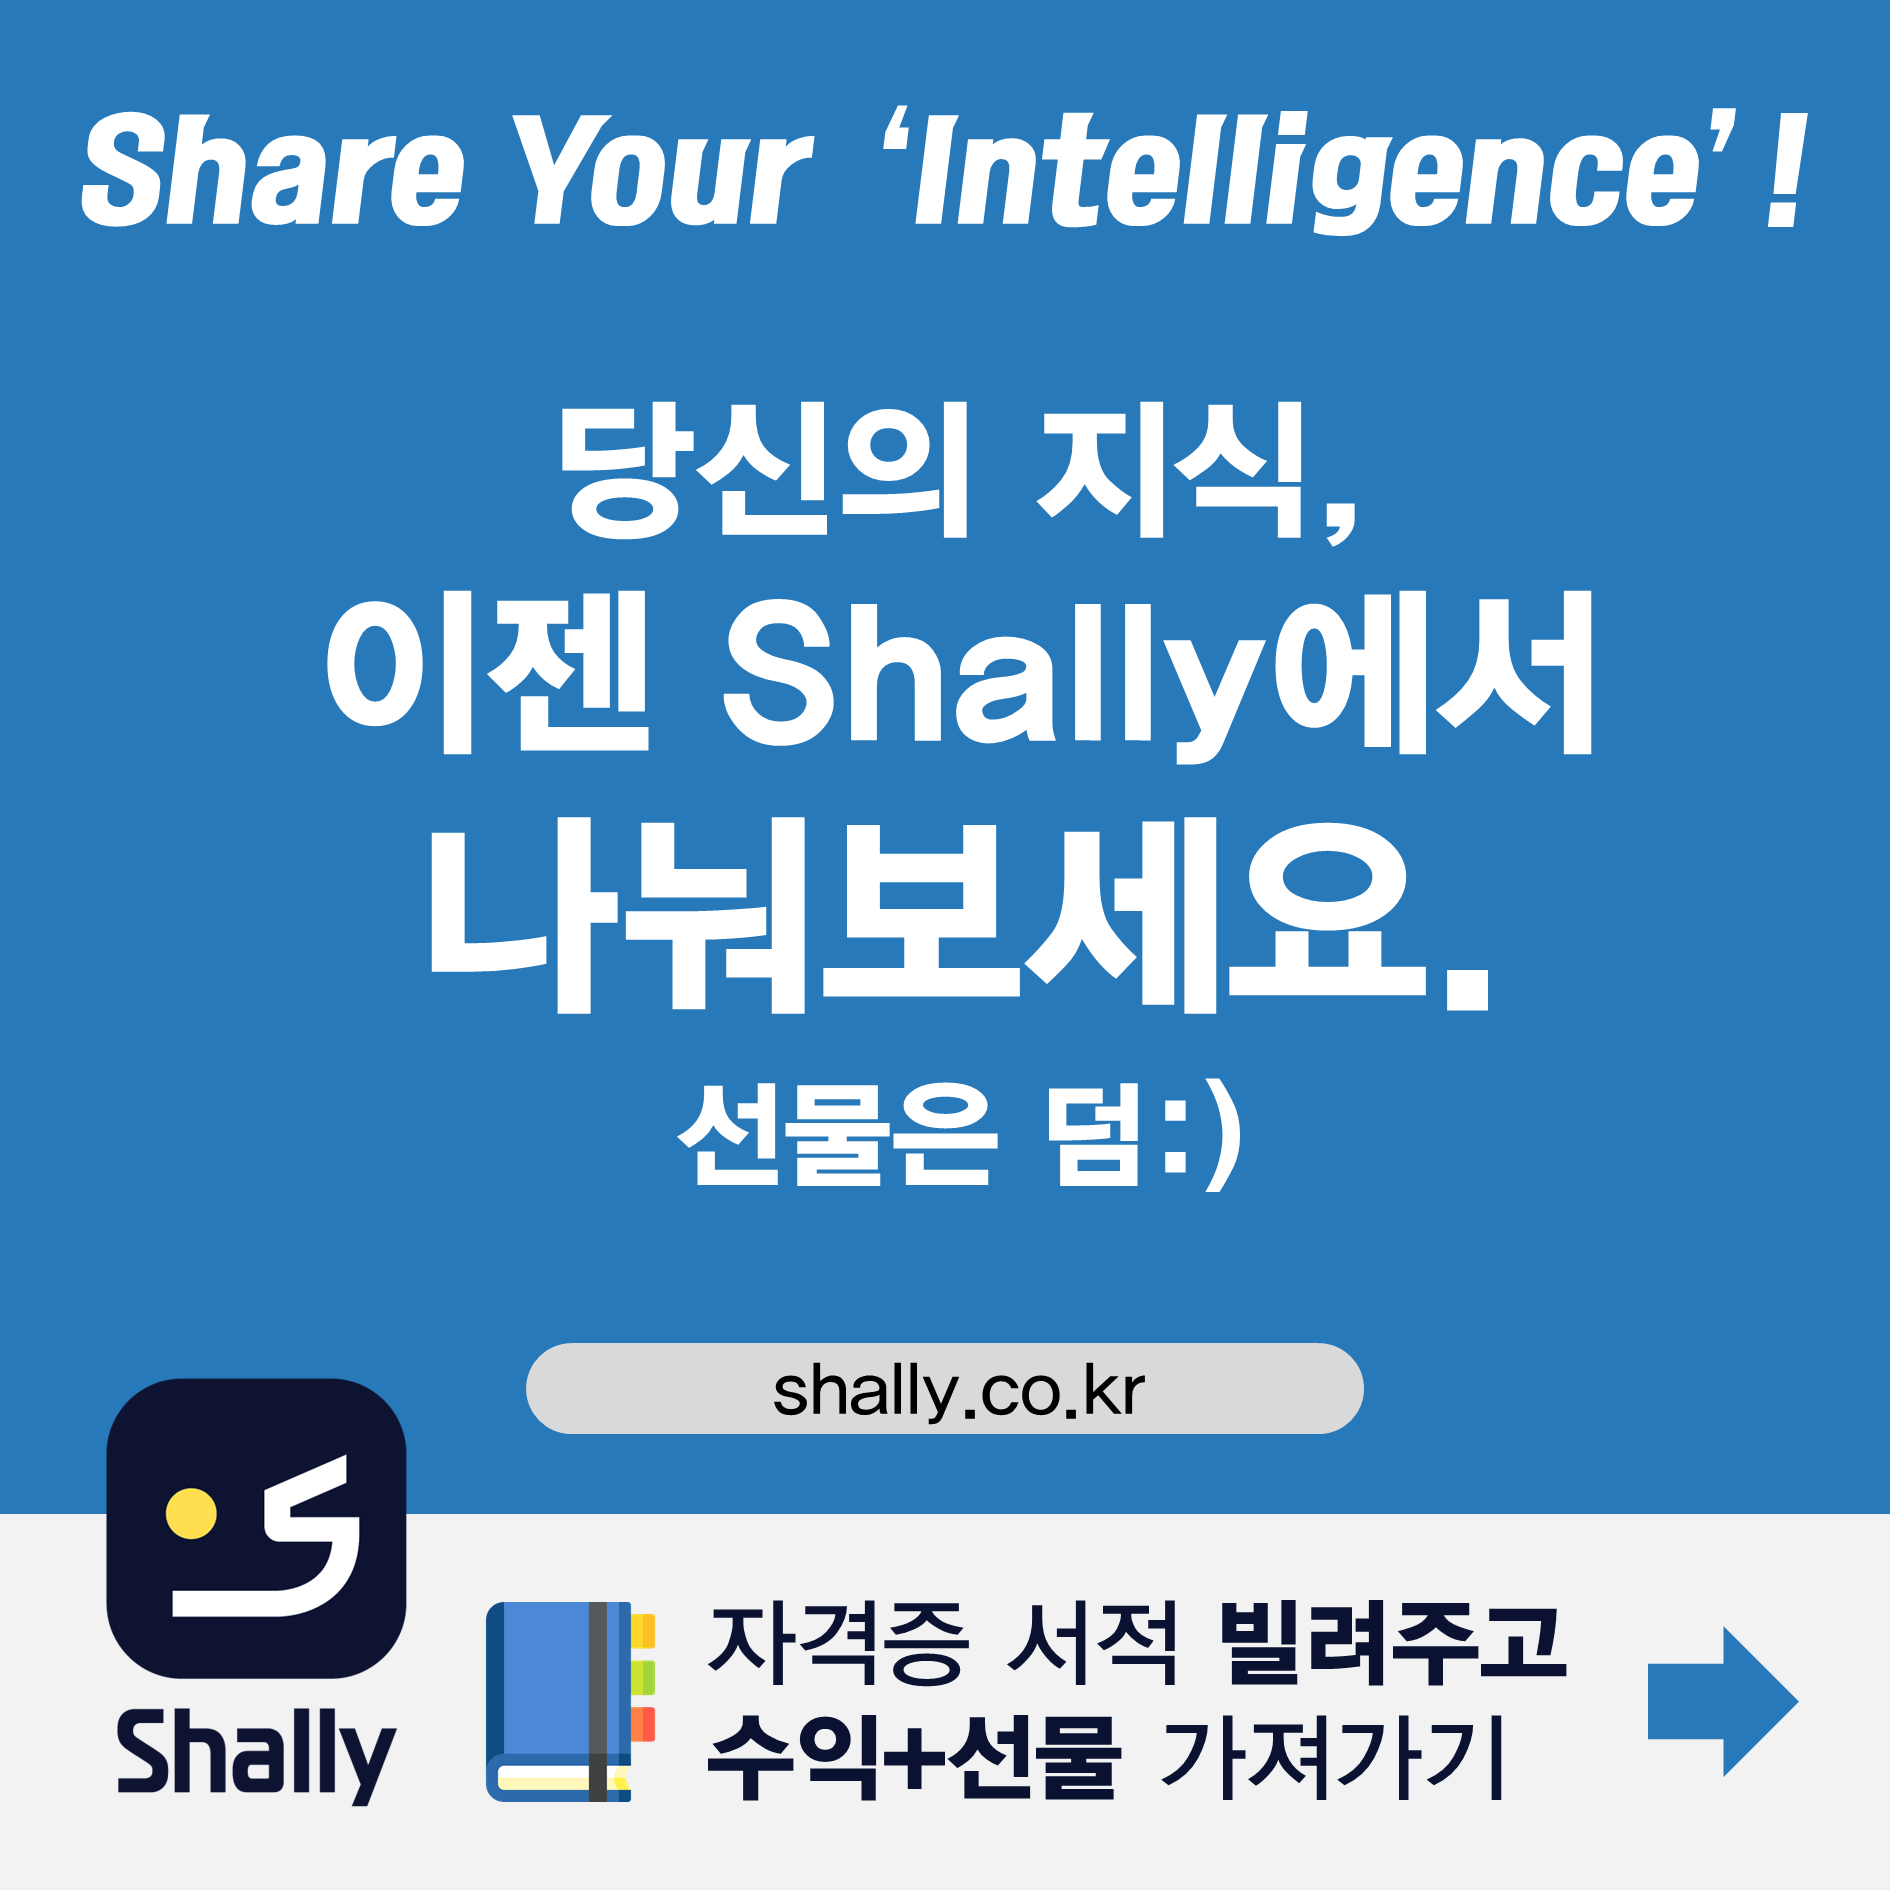 Share Your ‘Intelligence’ !
당신의 지식,
이젠 Shally에서
나눠보세요.
선물은 덤:)
shally.co.kr
자격증 서적 빌려주고
수익+선물 가져가기
Shally